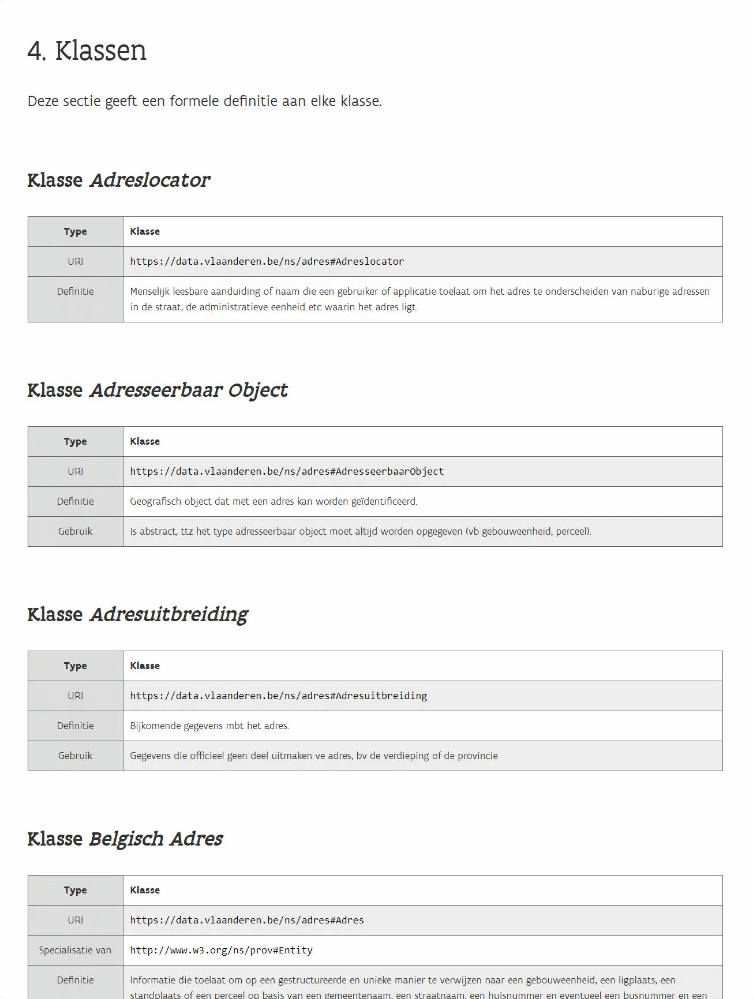 4. Klassen
Deze sectie geeft een formele definitie aan elke klasse.
Klasse Adreslocator
Type Klasse
URI https://data.vlaanderen.be/ns/adres#Adreslocator
Definitie Menselijk leesbare aanduiding of naam die een gebruiker of applicatie toelaat om het adres te onderscheiden van naburige adressen
in de straat, de administratieve eenheid etc waarin het adres ligt.
Klasse Adresseerbaar Object
Type Klasse
URI https://data.vlaanderen.be/ns/adres#AdresseerbaarObject
Definitie Geografisch object dat met een adres kan worden geïdentificeerd.
Gebruik Is abstract, ttz het type adresseerbaar object moet altijd worden opgegeven (vb gebouweenheid, perceel).
Klasse Adresuitbreiding
Type Klasse
URI https://data.vlaanderen.be/ns/adres#Adresuitbreiding
Definitie Bijkomende gegevens mbt het adres.
Gebruik Gegevens die officieel geen deel uitmaken ve adres, bv de verdieping of de provincie
Klasse Belgisch Adres
Type Klasse
URI https://data.vlaanderen.be/ns/adres#Adres
Specialisatie van http://www.w3.org/ns/prov#Entity
Definitie Informatie die toelaat om op een gestructureerde en unieke manier te verwijzen naar een gebouweenheid, een ligplaats, een
standplaats of een perceel op basis van een gemeentenaam, een straatnaam, een huisnummer en eventueel een busnummer en een